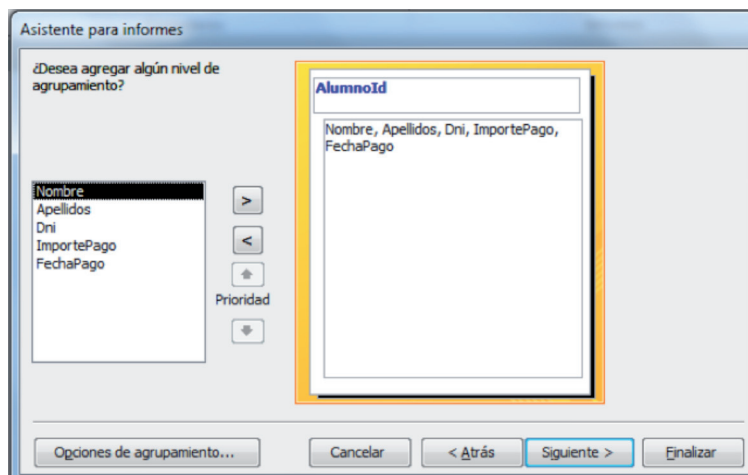 Asistente para informes
¿Desea agregar algún nivel de
agrupamiento?
AlumnoId
Nombre, Apellidos, Dni, ImportePago,
FechaPago
Nombre
Apellidos
Dni
ImportePago
FechaPago
>
<
Prioridad
Opciones de agrupamiento...
Cancelar
< Atrás
Siguiente >
Finalizar